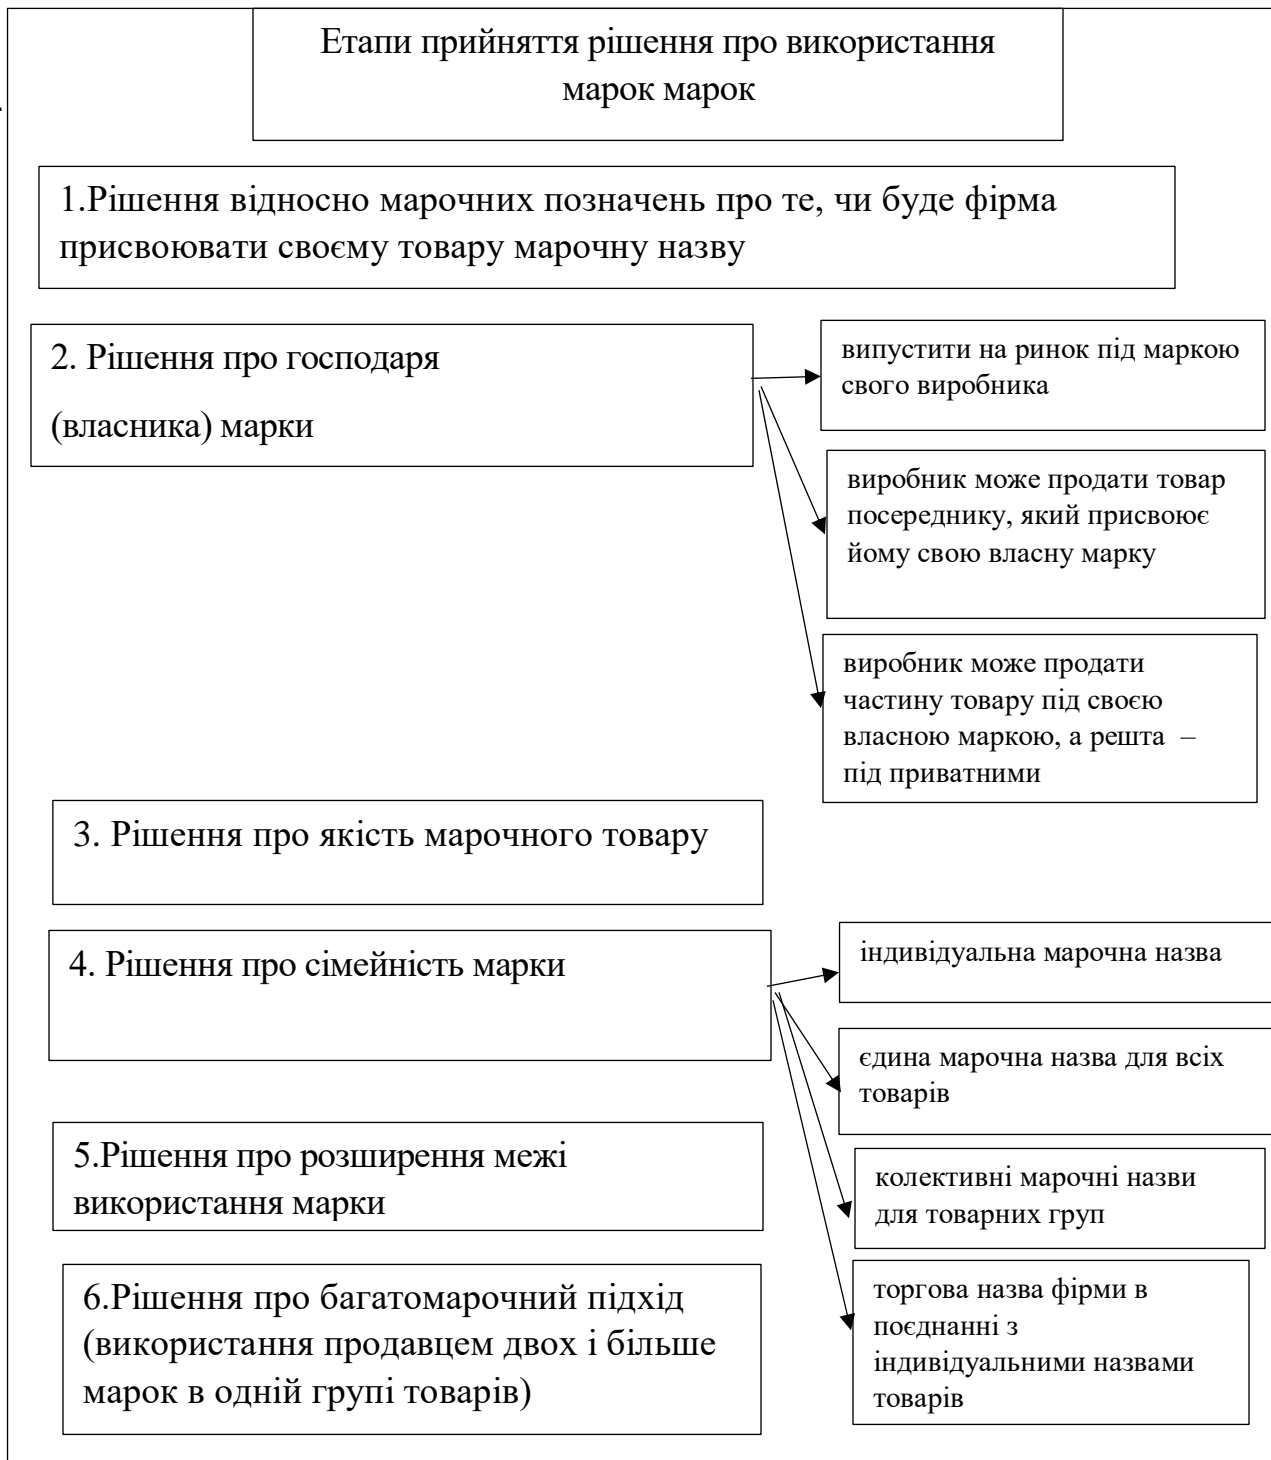 Етапи прийняття рішення про використання
марок марок
1.Рішення відносно марочних позначень про те, чи буде фірма
присвоювати своєму товару марочну назву
2. Рішення про господаря
(власника) марки
випустити на ринок під маркою
свого виробника
виробник може продати товар
посереднику, який присвоює
йому свою власну марку
виробник може продати
частину товару під своєю
власною маркою, а решта –
під приватними
3. Рішення про якість марочного товару
4. Рішення про сімейність марки
індивідуальна марочна назва
єдина марочна назва для всіх
товарів
колективні марочні назви
для товарних груп
торгова назва фірми в
поєднанні з
індивідуальними назвами
товарів
5.Рішення про розширення межі
використання марки
6.Рішення про багатомарочний підхід
(використання продавцем двох і більше
марок в одній групі товарів)